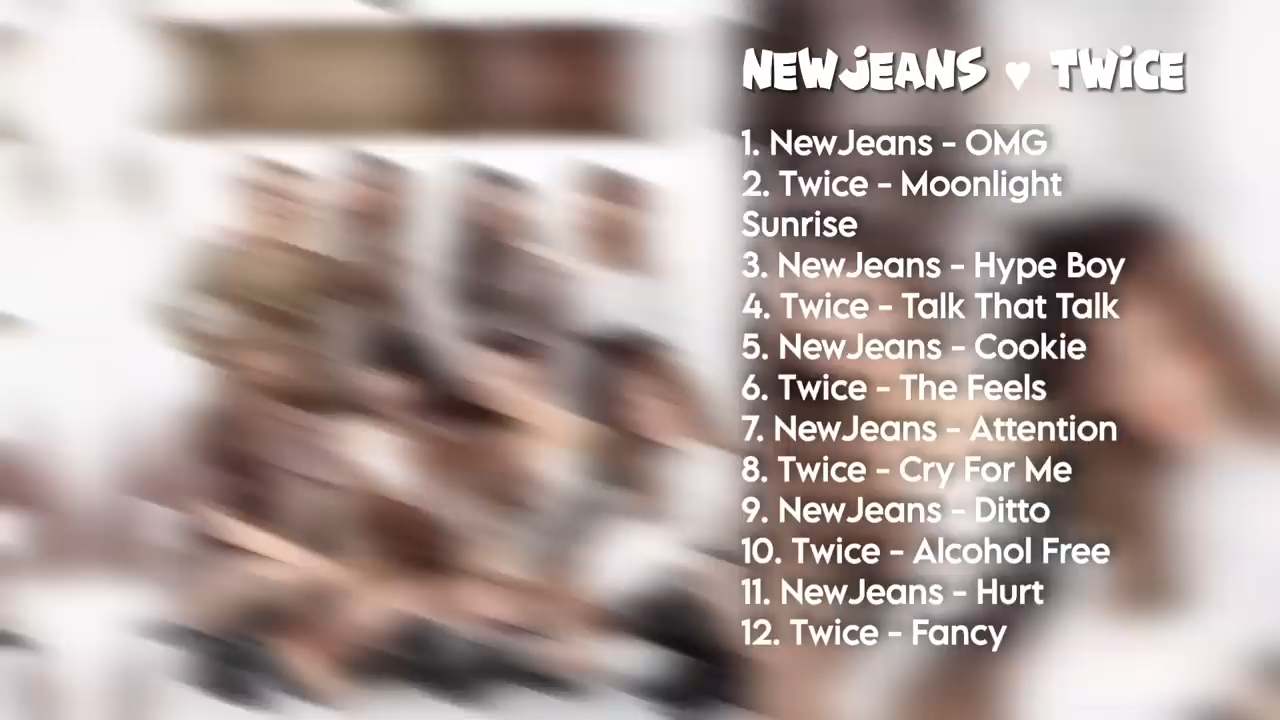 NEWJEANS ♥ TWiCE
1. NewJeans - OMG
2. Twice - Moonlight
Sunrise
3. NewJeans - Hype Boy
4. Twice - Talk That Talk
5. NewJeans - Cookie
6. Twice - The Feels
7. NewJeans - Attention
8. Twice - Cry For Me
9. NewJeans - Ditto
10. Twice - Alcohol Free
11. NewJeans - Hurt
12. Twice - Fancy